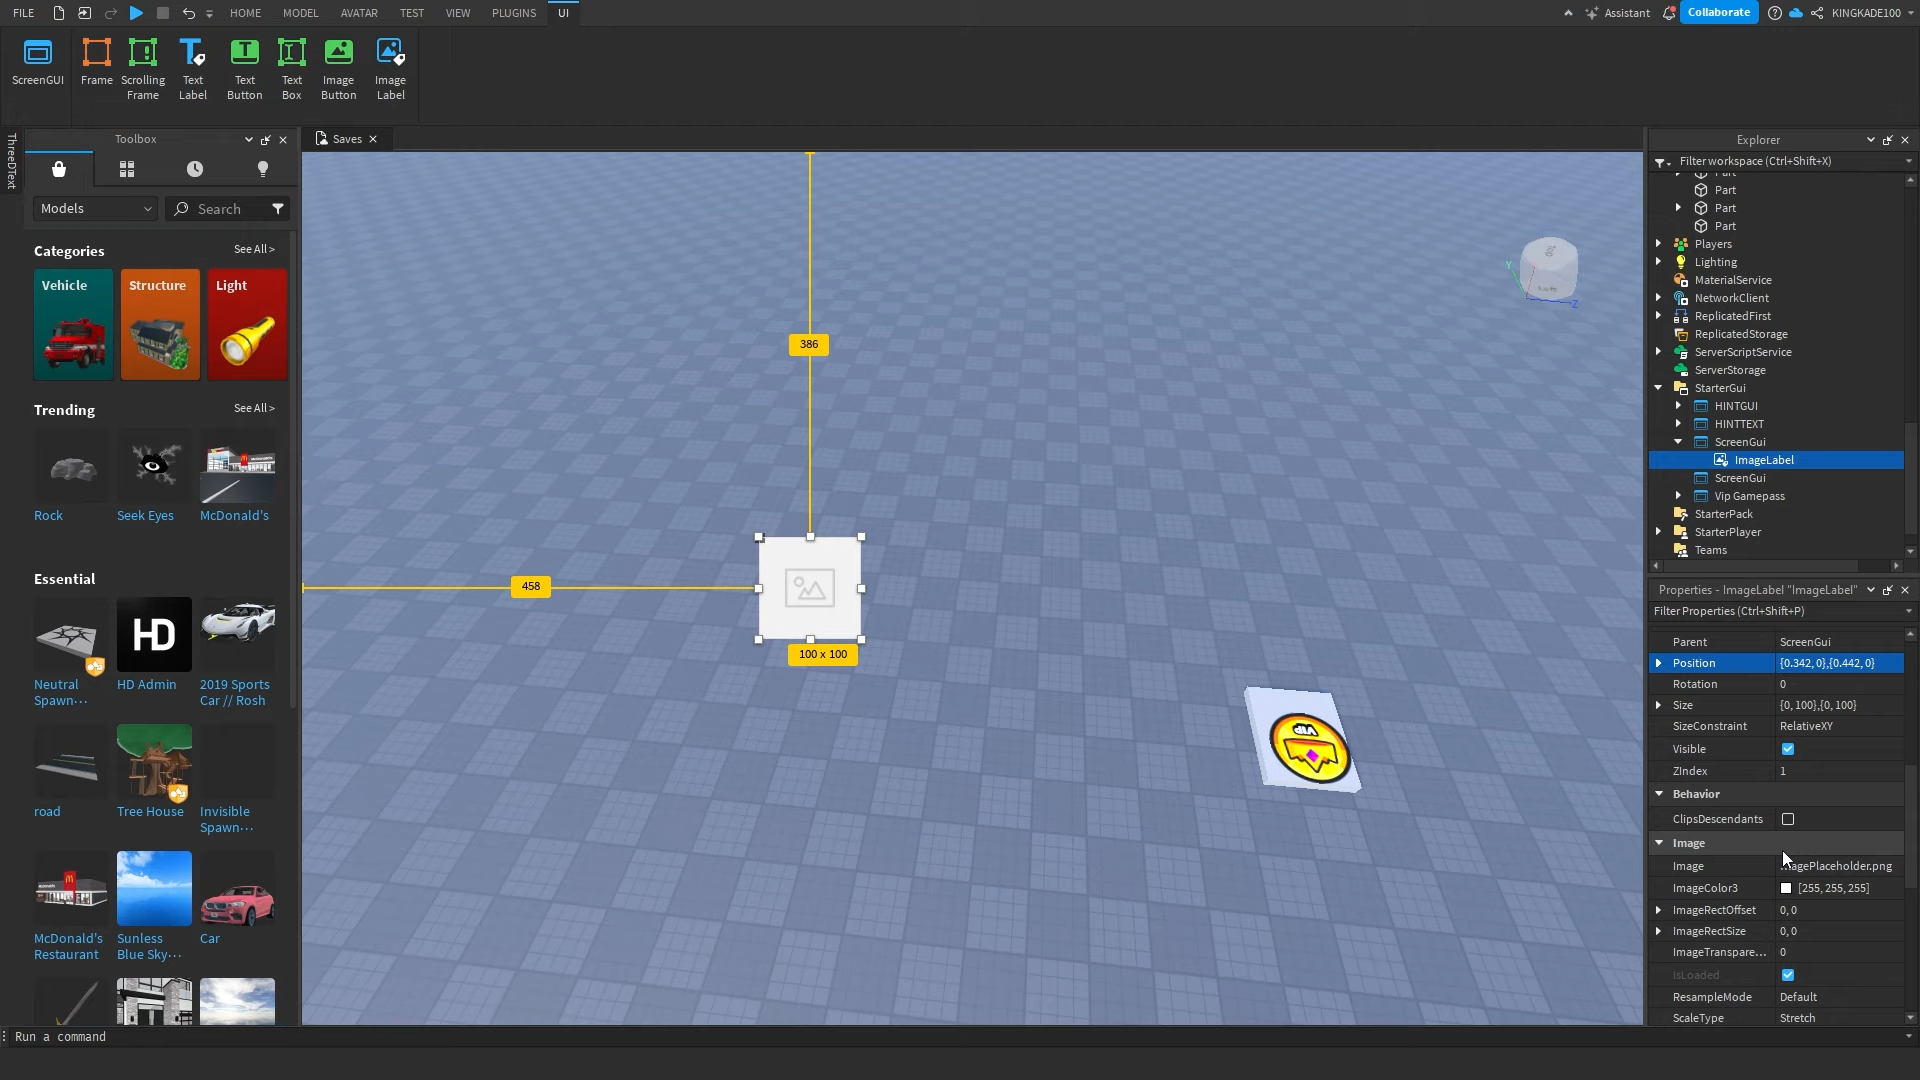 FILE
HOME
MODEL
AVATAR
TEST
VIEW
PLUGINS
UI
Assistant
Collaborate
KINGKADE100
ScreenGUI
Frame
Scrolling
Frame
Text
Label
Text
Button
Text
Box
Image
Button
Image
Label
ThreeDText
Toolbox
Models
Search
Categories
See All >
Vehicle
Structure
Light
Trending
See All >
Rock
Seek Eyes
McDonald's
Essential
HD
Neutral
Spawn···
HD Admin
2019 Sports
Car // Rosh
road
Tree House
Invisible
Spawn···
McDonald's
Restaurant
Sunless
Blue Sky···
Car
Saves
386
458
100 x 100
VIP
Y
Z
Explorer
Filter workspace (Ctrl+Shift+X)
Part
Part
Part
Part
Players
Lighting
MaterialService
NetworkClient
ReplicatedFirst
ReplicatedStorage
ServerScriptService
ServerStorage
StarterGui
HINTGUI
HINTTEXT
ScreenGui
ImageLabel
ScreenGui
Vip Gamepass
StarterPack
StarterPlayer
Teams
Properties - ImageLabel "ImageLabel"
Filter Properties (Ctrl+Shift+P)
Parent ScreenGui
Position {0.342, 0},{0.442, 0}
Rotation 0
Size {0, 100},{0, 100}
SizeConstraint RelativeXY
Visible
ZIndex 1
Behavior
ClipsDescendants
Image
Image ...agePlaceholder.png
ImageColor3 [255, 255, 255]
ImageRectOffset 0, 0
ImageRectSize 0, 0
ImageTranspare... 0
IsLoaded
ResampleMode Default
ScaleType Stretch
Run a command